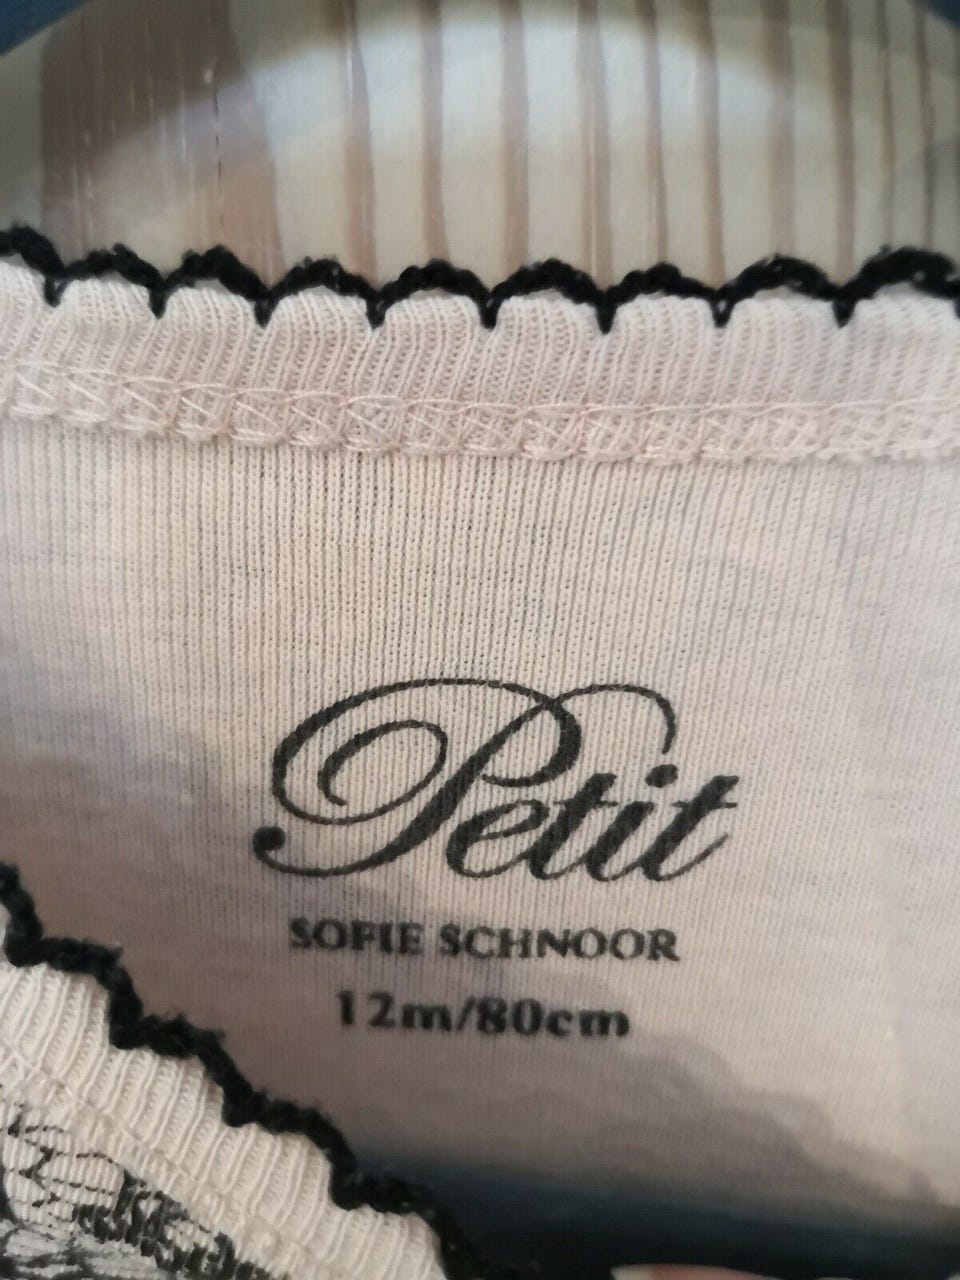 Petit
SOFIE SCHNOOR
12m/80cm